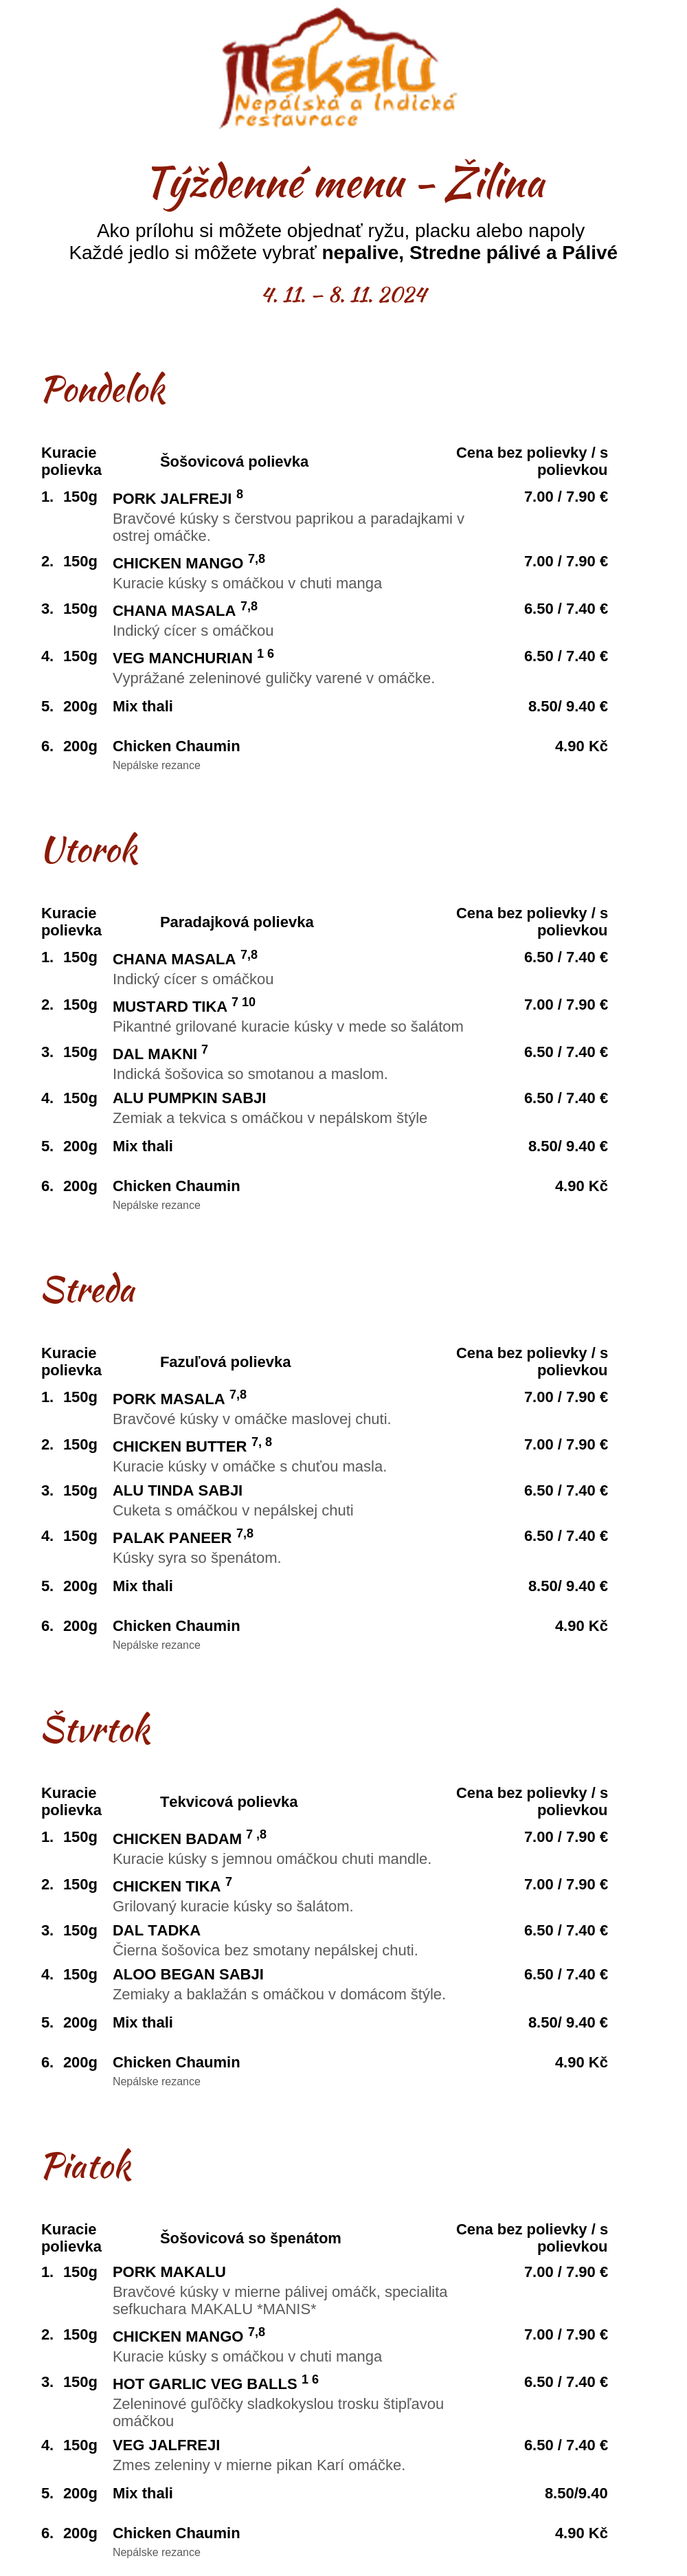 Makalu
Nepálská a Indická
restaurace
Týždenné menu - Žilina
Ako prílohu si môžete objednať ryžu, placku alebo napoly
Každé jedlo si môžete vybrať nepalive, Stredne pálivé a Pálivé
4. 11. – 8. 11. 2024
Pondelok
Kuracie polievka Šošovicová polievka Cena bez polievky / s polievkou
1. 150g PORK JALFREJI 8 7.00 / 7.90 €
Bravčové kúsky s čerstvou paprikou a paradajkami v
ostrej omáčke.
2. 150g CHICKEN MANGO 7,8 7.00 / 7.90 €
Kuracie kúsky s omáčkou v chuti manga
3. 150g CHANA MASALA 7,8 6.50 / 7.40 €
Indický cícer s omáčkou
4. 150g VEG MANCHURIAN 1 6 6.50 / 7.40 €
Vyprážané zeleninové guličky varené v omáčke.
5. 200g Mix thali 8.50/ 9.40 €
6. 200g Chicken Chaumin 4.90 Kč
Nepálske rezance
Utorok
Kuracie polievka Paradajková polievka Cena bez polievky / s polievkou
1. 150g CHANA MASALA 7,8 6.50 / 7.40 €
Indický cícer s omáčkou
2. 150g MUSTARD TIKA 7 10 7.00 / 7.90 €
Pikantné grilované kuracie kúsky v mede so šalátom
3. 150g DAL MAKNI 7 6.50 / 7.40 €
Indická šošovica so smotanou a maslom.
4. 150g ALU PUMPKIN SABJI 6.50 / 7.40 €
Zemiak a tekvica s omáčkou v nepálskom štýle
5. 200g Mix thali 8.50/ 9.40 €
6. 200g Chicken Chaumin 4.90 Kč
Nepálske rezance
Streda
Kuracie polievka Fazuľová polievka Cena bez polievky / s polievkou
1. 150g PORK MASALA 7,8 7.00 / 7.90 €
Bravčové kúsky v omáčke maslovej chuti.
2. 150g CHICKEN BUTTER 7, 8 7.00 / 7.90 €
Kuracie kúsky v omáčke s chuťou masla.
3. 150g ALU TINDA SABJI 6.50 / 7.40 €
Cuketa s omáčkou v nepálskej chuti
4. 150g PALAK PANEER 7,8 6.50 / 7.40 €
Kúsky syra so špenátom.
5. 200g Mix thali 8.50/ 9.40 €
6. 200g Chicken Chaumin 4.90 Kč
Nepálske rezance
Štvrtok
Kuracie polievka Tekvicová polievka Cena bez polievky / s polievkou
1. 150g CHICKEN BADAM 7 ,8 7.00 / 7.90 €
Kuracie kúsky s jemnou omáčkou chuti mandle.
2. 150g CHICKEN TIKA 7 7.00 / 7.90 €
Grilovaný kuracie kúsky so šalátom.
3. 150g DAL TADKA 6.50 / 7.40 €
Čierna šošovica bez smotany nepálskej chuti.
4. 150g ALOO BEGAN SABJI 6.50 / 7.40 €
Zemiaky a baklažán s omáčkou v domácom štýle.
5. 200g Mix thali 8.50/ 9.40 €
6. 200g Chicken Chaumin 4.90 Kč
Nepálske rezance
Piatok
Kuracie polievka Šošovicová so špenátom Cena bez polievky / s polievkou
1. 150g PORK MAKALU 7.00 / 7.90 €
Bravčové kúsky v mierne pálivej omáčk, specialita
sefkuchara MAKALU *MANIS*
2. 150g CHICKEN MANGO 7,8 7.00 / 7.90 €
Kuracie kúsky s omáčkou v chuti manga
3. 150g HOT GARLIC VEG BALLS 1 6 6.50 / 7.40 €
Zeleninové guľôčky sladkokyslou trosku štipľavou
omáčkou
4. 150g VEG JALFREJI 6.50 / 7.40 €
Zmes zeleniny v mierne pikan Karí omáčke.
5. 200g Mix thali 8.50/9.40
6. 200g Chicken Chaumin 4.90 Kč
Nepálske rezance